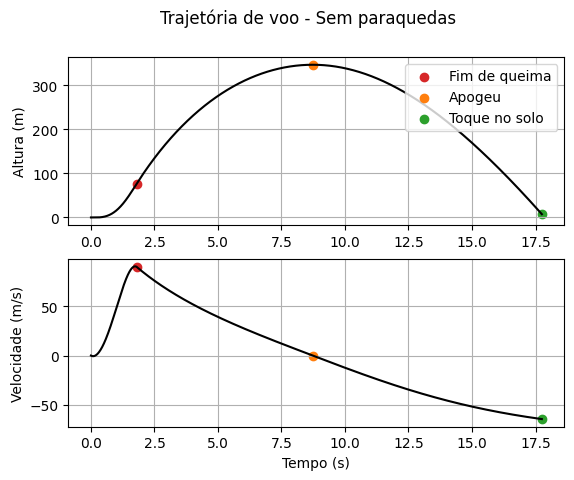 Trajetória de voo - Sem paraquedas
Altura (m)
300
200
100
0
Fim de queima
Apogeu
Toque no solo
0.0 2.5 5.0 7.5 10.0 12.5 15.0 17.5
Velocidade (m/s)
50
0
−50
0.0 2.5 5.0 7.5 10.0 12.5 15.0 17.5
Tempo (s)